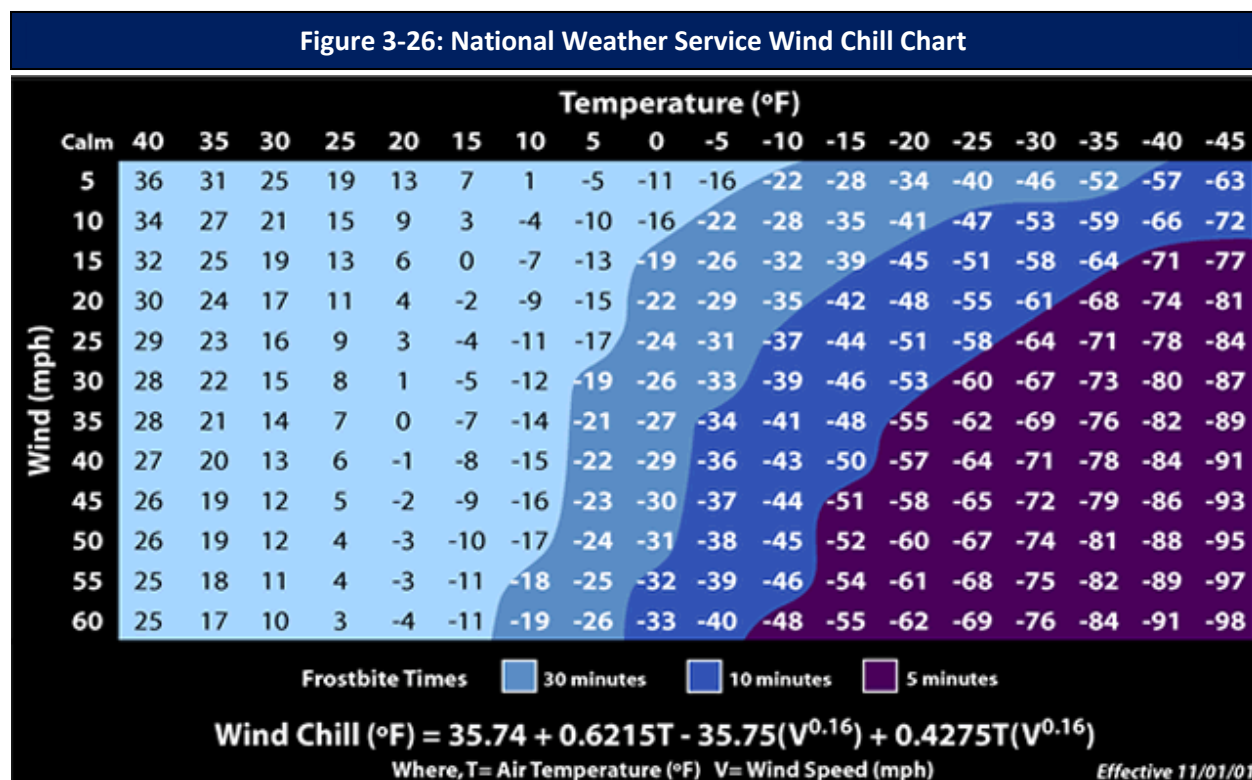 Figure 3-26: National Weather Service Wind Chill Chart
Temperature (ºF)
Calm 40 35 30 25 20 15 10 5 0 -5 -10 -15 -20 -25 -30 -35 -40 -45
Wind (mph)
5 36 31 25 19 13 7 1 -5 -11 -16 -22 -28 -34 -40 -46 -52 -57 -63
10 34 27 21 15 9 3 -4 -10 -16 -22 -28 -35 -41 -47 -53 -59 -66 -72
15 32 25 19 13 6 0 -7 -13 -19 -26 -32 -39 -45 -51 -58 -64 -71 -77
20 30 24 17 11 4 -2 -9 -15 -22 -29 -35 -42 -48 -55 -61 -68 -74 -81
25 29 23 16 9 3 -4 -11 -17 -24 -31 -37 -44 -51 -58 -64 -71 -78 -84
30 28 22 15 8 1 -5 -12 -19 -26 -33 -39 -46 -53 -60 -67 -73 -80 -87
35 28 21 14 7 0 -7 -14 -21 -27 -34 -41 -48 -55 -62 -69 -76 -82 -89
40 27 20 13 6 -1 -8 -15 -22 -29 -36 -43 -50 -57 -64 -71 -78 -84 -91
45 26 19 12 5 -2 -9 -16 -23 -30 -37 -44 -51 -58 -65 -72 -79 -86 -93
50 26 19 12 4 -3 -10 -17 -24 -31 -38 -45 -52 -60 -67 -74 -81 -88 -95
55 25 18 11 4 -3 -11 -18 -25 -32 -39 -46 -54 -61 -68 -75 -82 -89 -97
60 25 17 10 3 -4 -11 -19 -26 -33 -40 -48 -55 -62 -69 -76 -84 -91 -98
Frostbite Times 30 minutes 10 minutes 5 minutes
Wind Chill (ºF) = 35.74 + 0.6215T - 35.75(V^0.16) + 0.4275T(V^0.16)
Where, T= Air Temperature (ºF) V= Wind Speed (mph) Effective 11/01/01